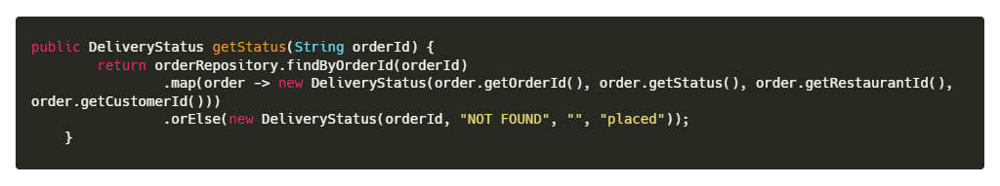 public DeliveryStatus getStatus(String orderId) {
        return orderRepository.findByOrderId(orderId)
                .map(order -> new DeliveryStatus(order.getOrderId(), order.getStatus(), order.getRestaurantId(),
order.getCustomerId()))
                .orElse(new DeliveryStatus(orderId, "NOT FOUND", "", "placed"));
    }